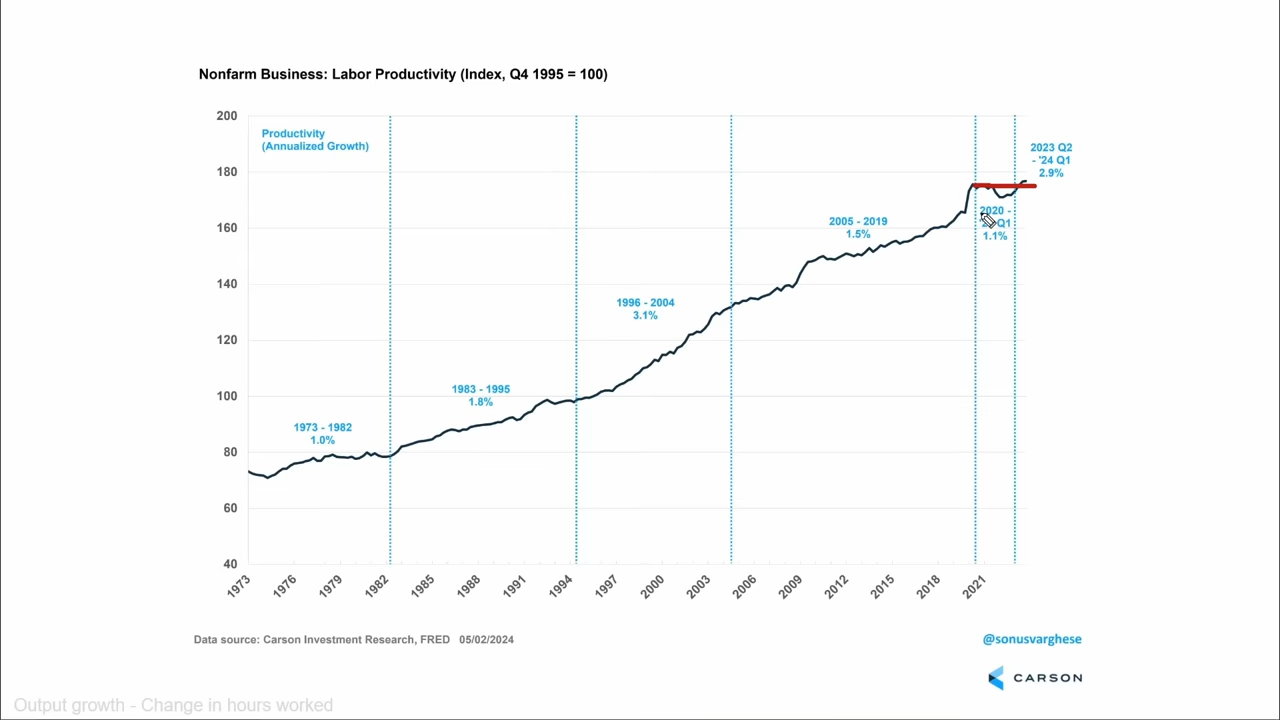 Nonfarm Business: Labor Productivity (Index, Q4 1995 = 100)
200
180
160
140
120
100
80
60
40
Productivity
(Annualized Growth)
1973 - 1982
1.0%
1983 - 1995
1.8%
1996 - 2004
3.1%
2005 - 2019
1.5%
2020 -
Q1
1.1%
2023 Q2
- '24 Q1
2.9%
1973
1976
1979
1982
1985
1988
1991
1994
1997
2000
2003
2006
2009
2012
2015
2018
2021
Data source: Carson Investment Research, FRED 05/02/2024
@sonusvarghese
CARSON
Output growth - Change in hours worked